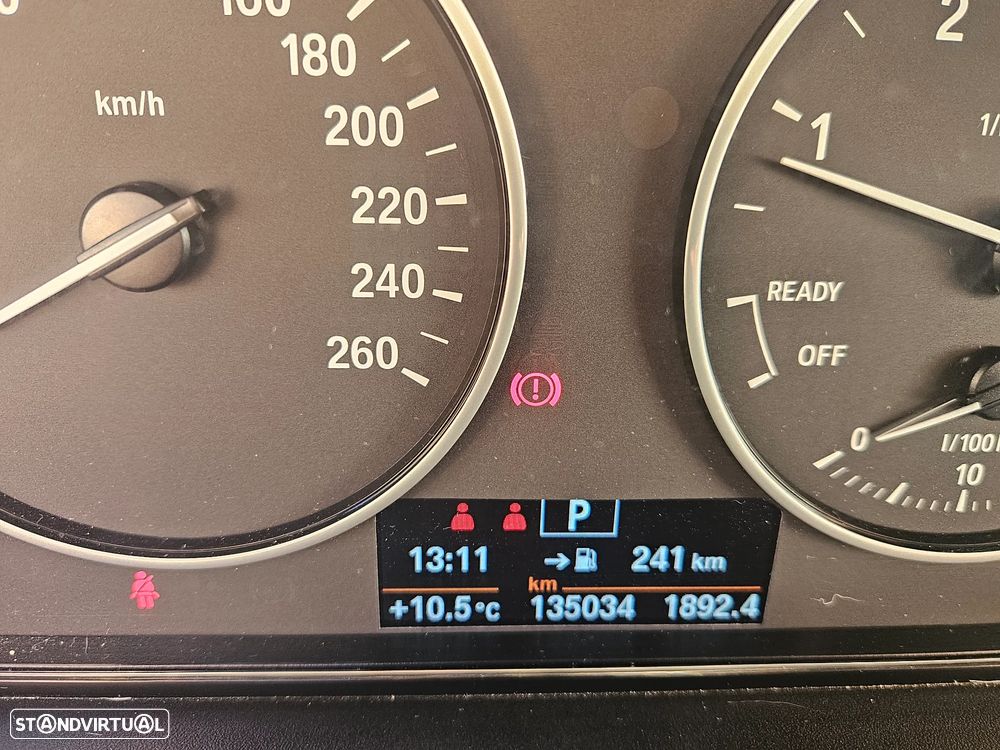 160
180
km/h
200
220
240
260
2
1
READY
OFF
0
10
P
13:11 241 km
km
+10.5°C 135034 1892.4
STANDVIRTUAL